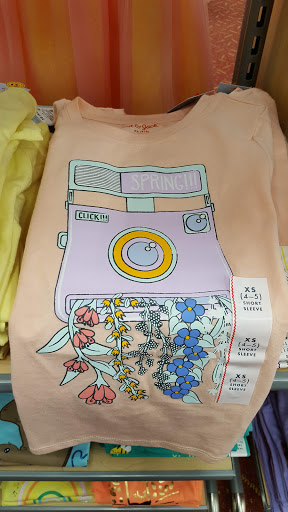 SPRING!!!
CLICK!!!
XS
(4-5)
SHORT
SLEEVE
XS
(4-5)
SHORT
SLEEVE
XS
(4-5)
SHORT
SLEEVE